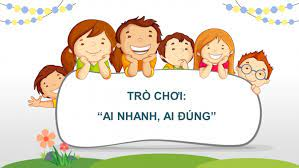 TRÒ CHƠI:
“AI NHANH, AI ĐÚNG”